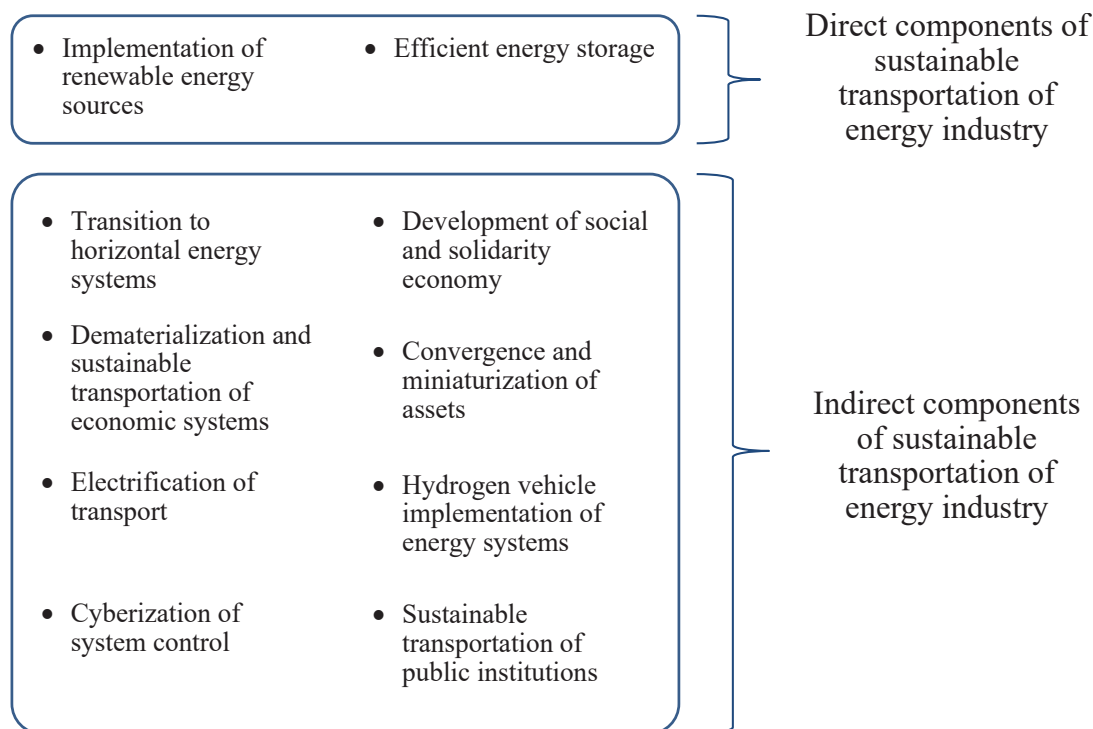 • Implementation of
renewable energy
sources
• Efficient energy storage
Direct components of
sustainable
transportation of
energy industry
• Transition to
horizontal energy
systems
• Dematerialization and
sustainable
transportation of
economic systems
• Electrification of
transport
• Cyberization of
system control
• Development of social
and solidarity
economy
• Convergence and
miniaturization of
assets
• Hydrogen vehicle
implementation of
energy systems
• Sustainable
transportation of
public institutions
Indirect components
of sustainable
transportation of
energy industry